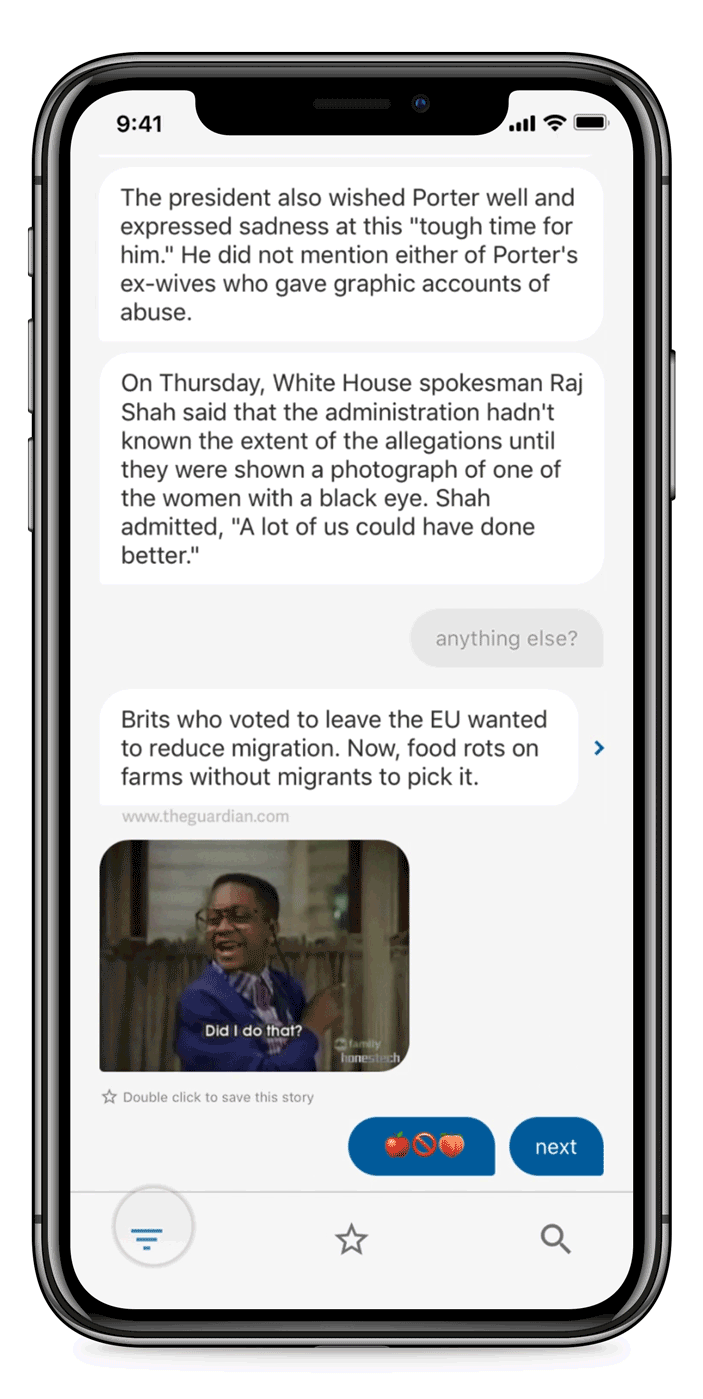 9:41
The president also wished Porter well and
expressed sadness at this "tough time for
him." He did not mention either of Porter's
ex-wives who gave graphic accounts of
abuse.
On Thursday, White House spokesman Raj
Shah said that the administration hadn't
known the extent of the allegations until
they were shown a photograph of one of
the women with a black eye. Shah
admitted, "A lot of us could have done
better."
anything else?
Brits who voted to leave the EU wanted
to reduce migration. Now, food rots on
farms without migrants to pick it.
www.theguardian.com
Did I do that?
abc family
honestech
Double click to save this story
🍎🚫🍑
next